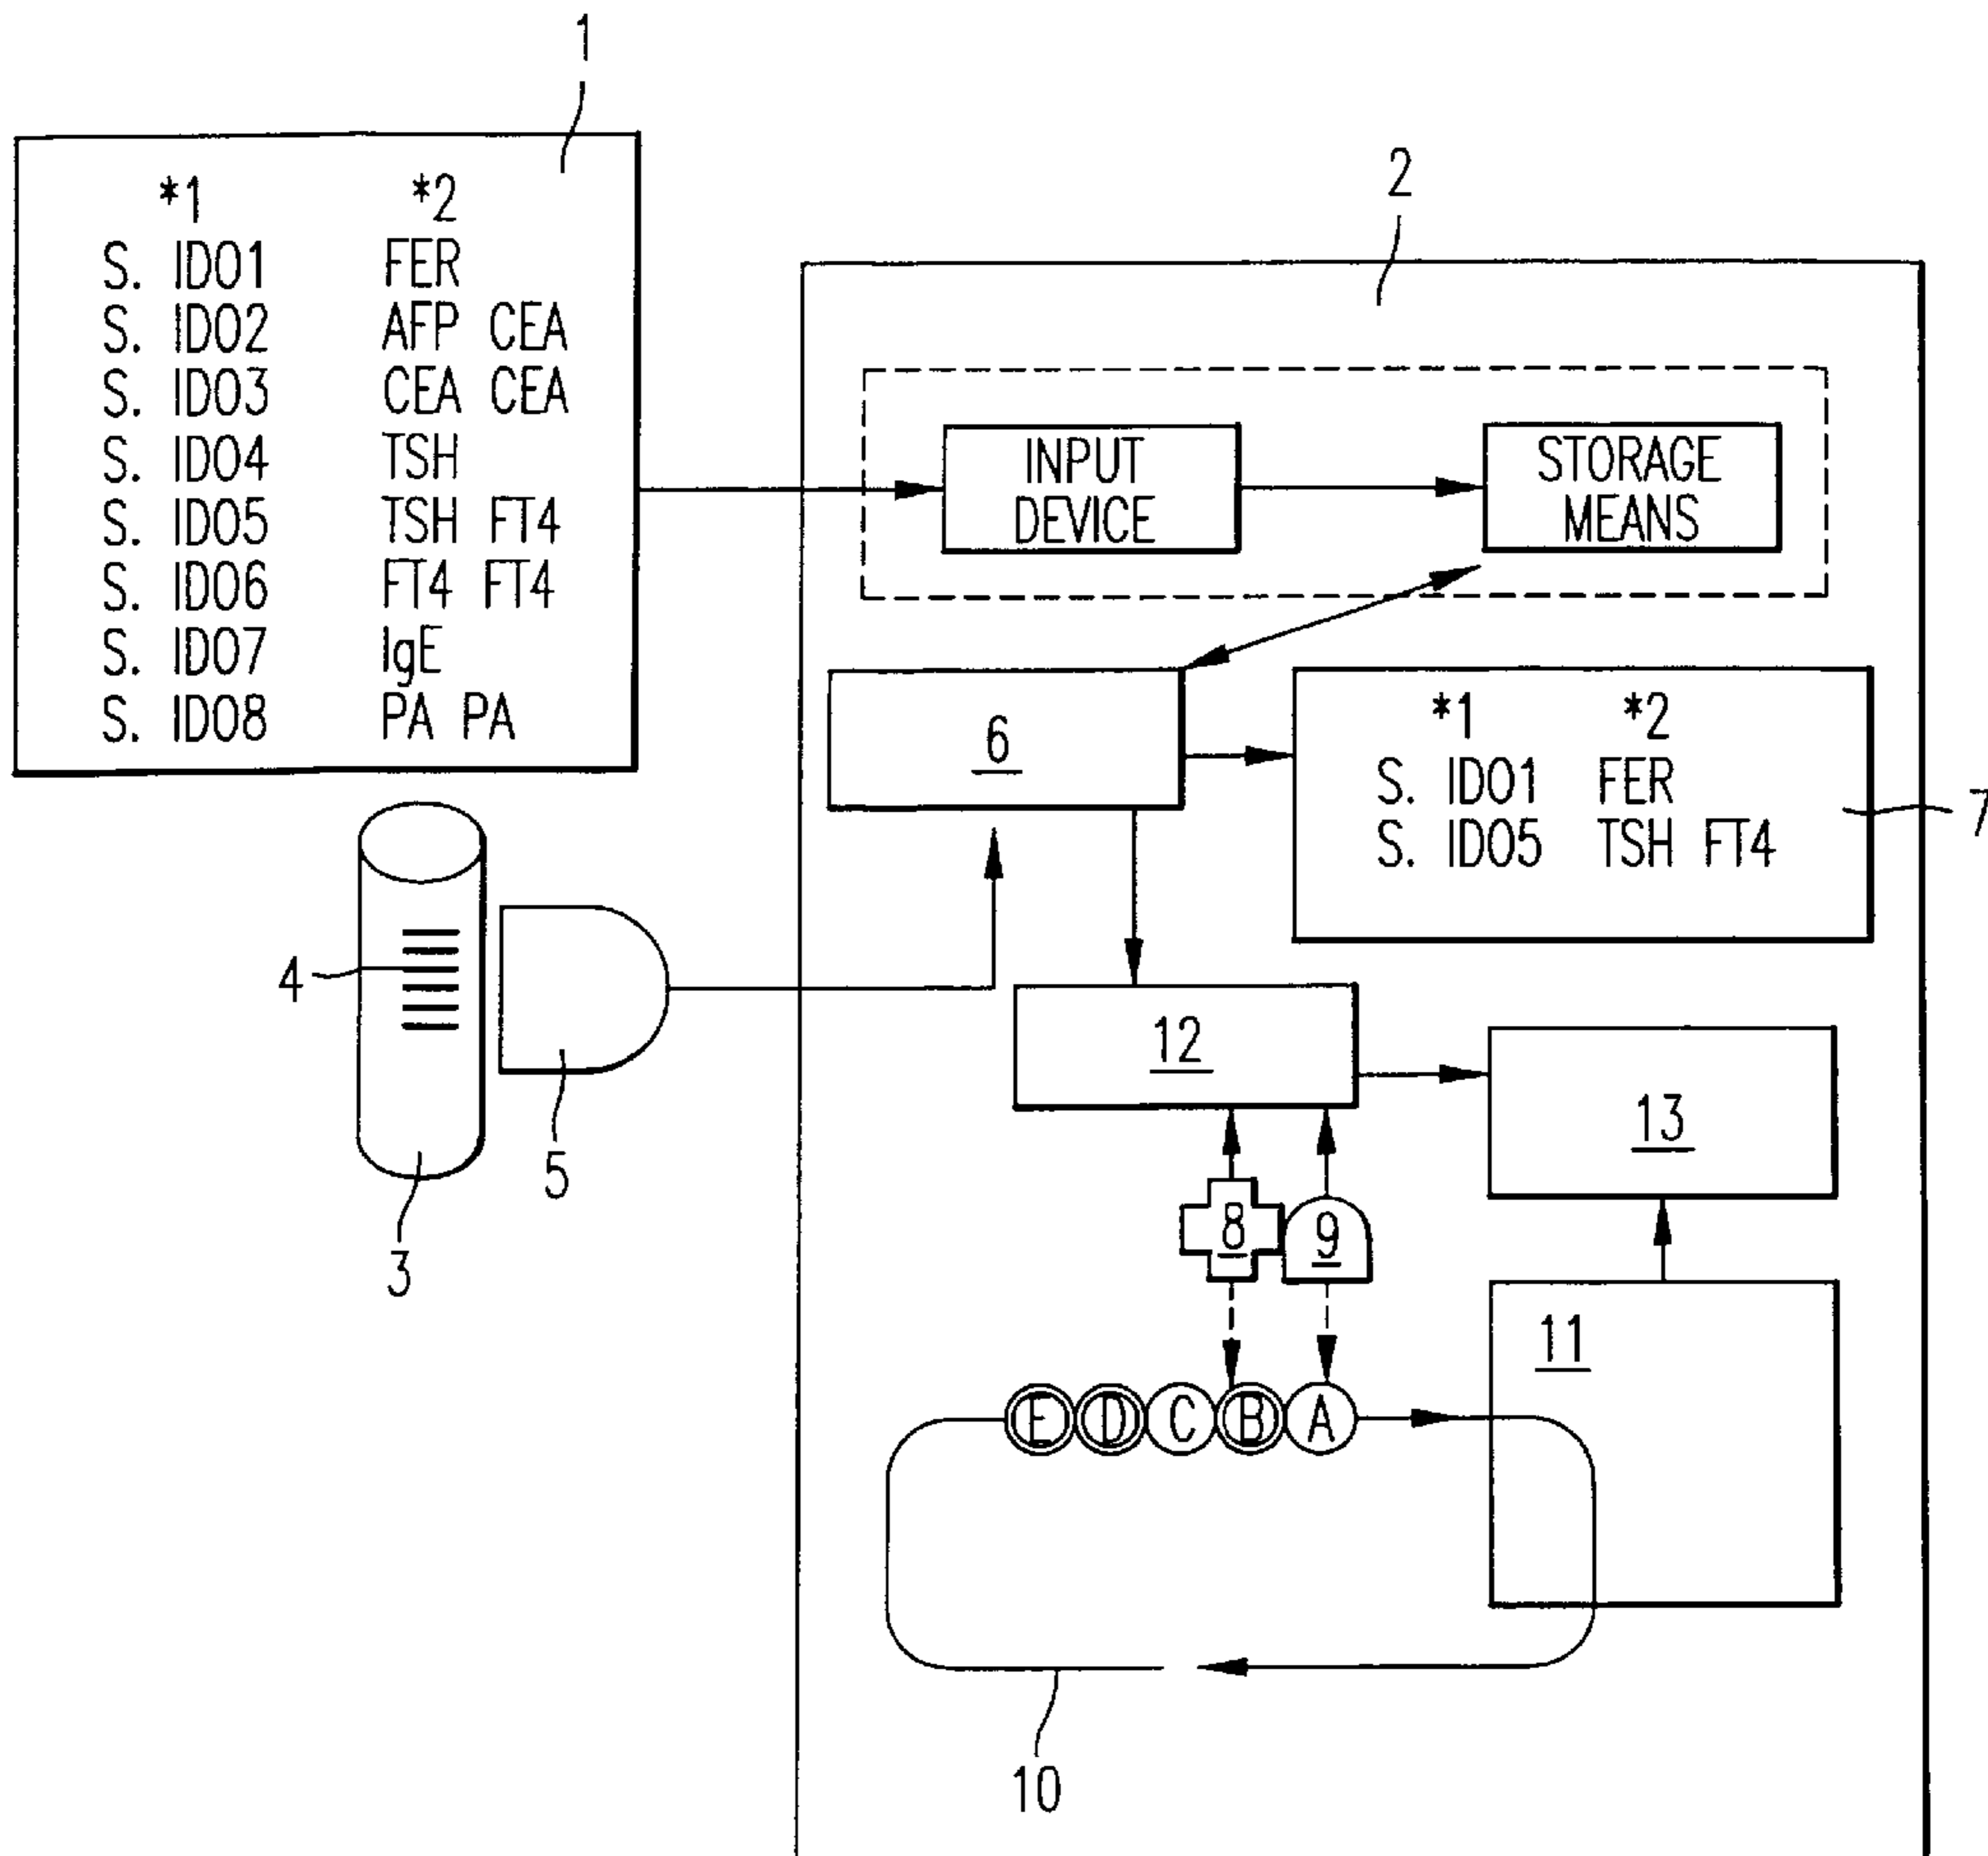 1
*1 *2
S. ID01 FER
S. ID02 AFP CEA
S. ID03 CEA CEA
S. ID04 TSH
S. ID05 TSH FT4
S. ID06 FT4 FT4
S. ID07 IgE
S. ID08 PA PA
2
INPUT
DEVICE
STORAGE
MEANS
6
*1 *2
S. ID01 FER
S. ID05 TSH FT4
7
4
5
3
12
13
8
9
11
E D C B A
10